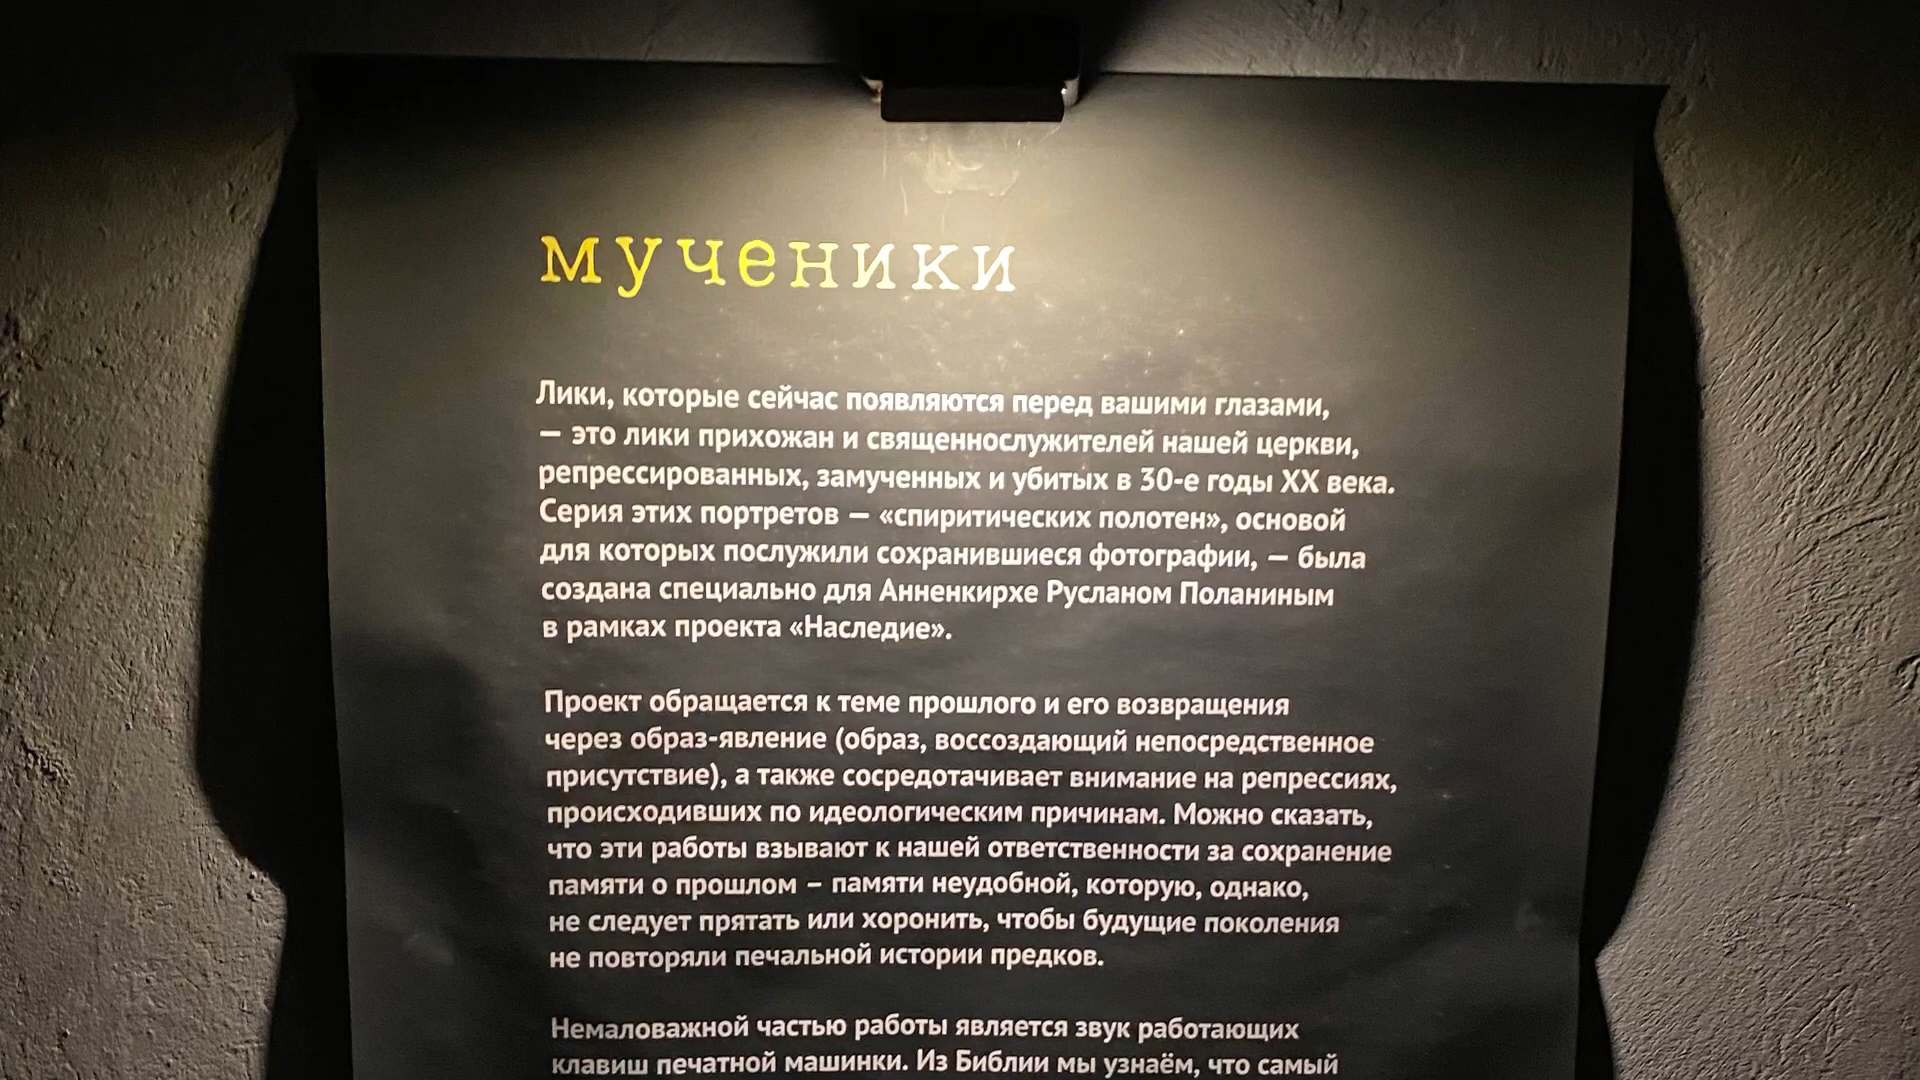 мученики
Лики, которые сейчас появляются перед вашими глазами,
— это лики прихожан и священнослужителей нашей церкви,
репрессированных, замученных и убитых в 30-е годы XX века.
Серия этих портретов — «спиритических полотен», основой
для которых послужили сохранившиеся фотографии, — была
создана специально для Анненкирхе Русланом Поланиным
в рамках проекта «Наследие».
Проект обращается к теме прошлого и его возвращения
через образ-явление (образ, воссоздающий непосредственное
присутствие), а также сосредотачивает внимание на репрессиях,
происходивших по идеологическим причинам. Можно сказать,
что эти работы взывают к нашей ответственности за сохранение
памяти о прошлом – памяти неудобной, которую, однако,
не следует прятать или хоронить, чтобы будущие поколения
не повторяли печальной истории предков.
Немаловажной частью работы является звук работающих
клавиш печатной машинки. Из Библии мы узнаём, что самый